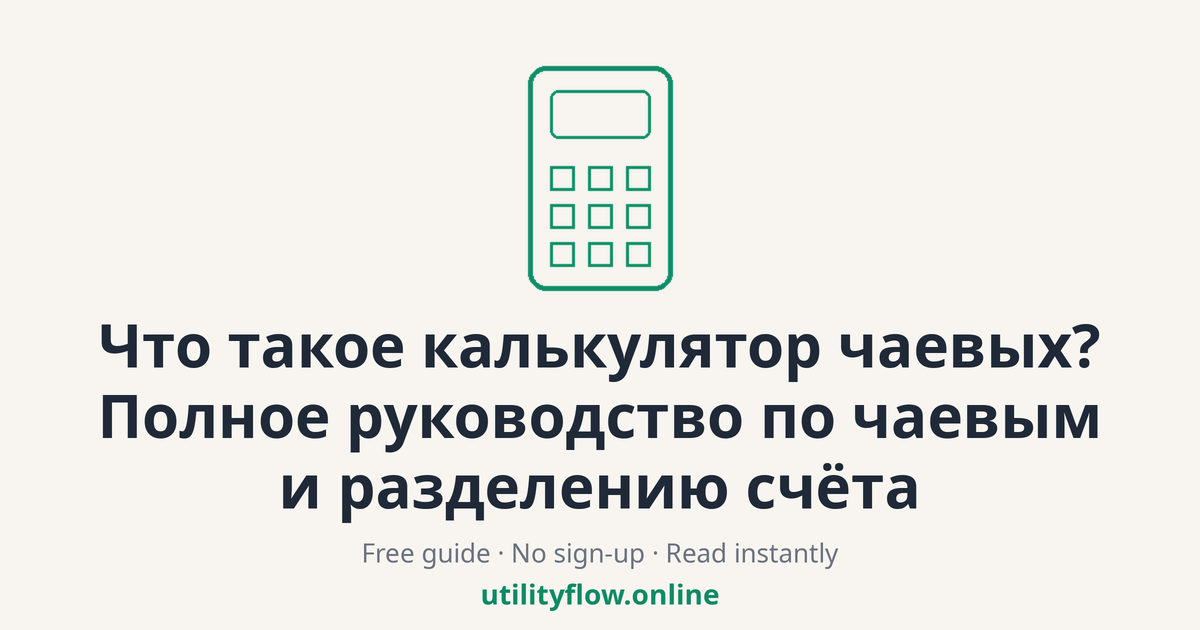 Что такое калькулятор чаевых?
Полное руководство по чаевым
и разделению счёта
Free guide · No sign-up · Read instantly
utilityflow.online